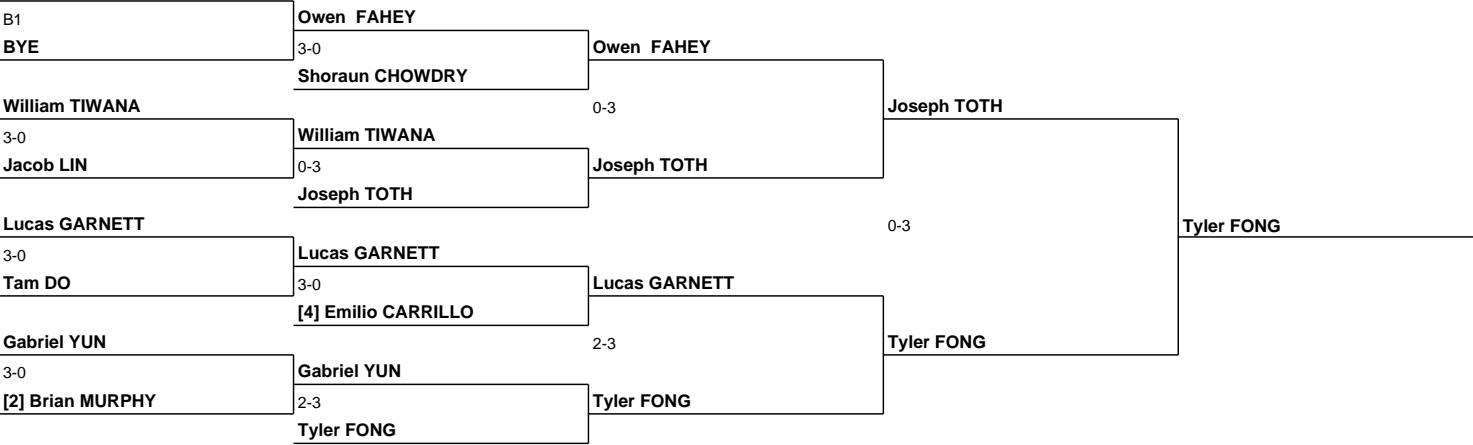 B1
BYE
Owen  FAHEY
3-0
Shoraun CHOWDRY
Owen  FAHEY
William TIWANA
3-0
Jacob LIN
William TIWANA
0-3
Joseph TOTH
0-3
Joseph TOTH
Joseph TOTH
Lucas GARNETT
3-0
Tam DO
Lucas GARNETT
3-0
[4] Emilio CARRILLO
Lucas GARNETT
0-3
Tyler FONG
Gabriel YUN
3-0
[2] Brian MURPHY
Gabriel YUN
2-3
Tyler FONG
2-3
Tyler FONG
Tyler FONG